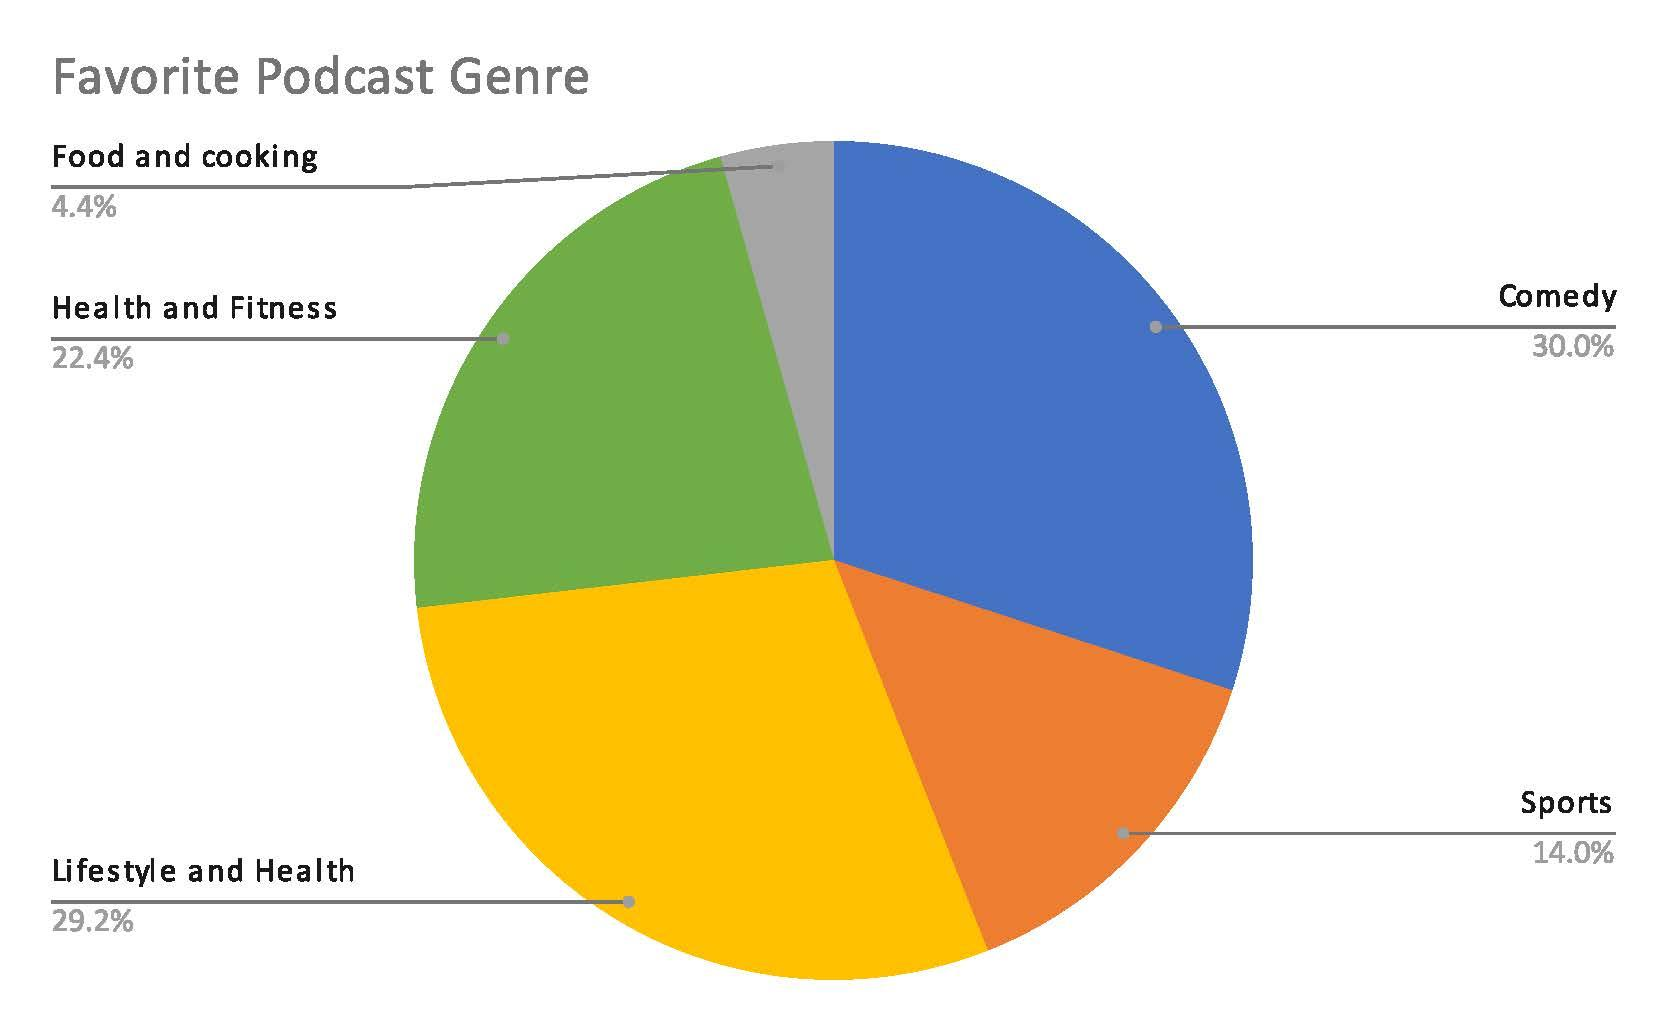 Favorite Podcast Genre
Food and cooking
4.4%
Health and Fitness
22.4%
Comedy
30.0%
Sports
14.0%
Lifestyle and Health
29.2%